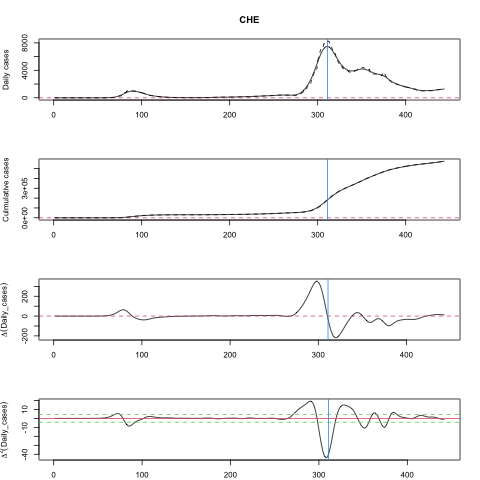 CHE
Daily cases
8000
4000
0
0 100 200 300 400
Culmulative cases
3e+05
0e+00
0 100 200 300 400
Δ(Daily_cases)
200
0
-200
0 100 200 300 400
Δ²(Daily_cases)
10
-10
-40
0 100 200 300 400